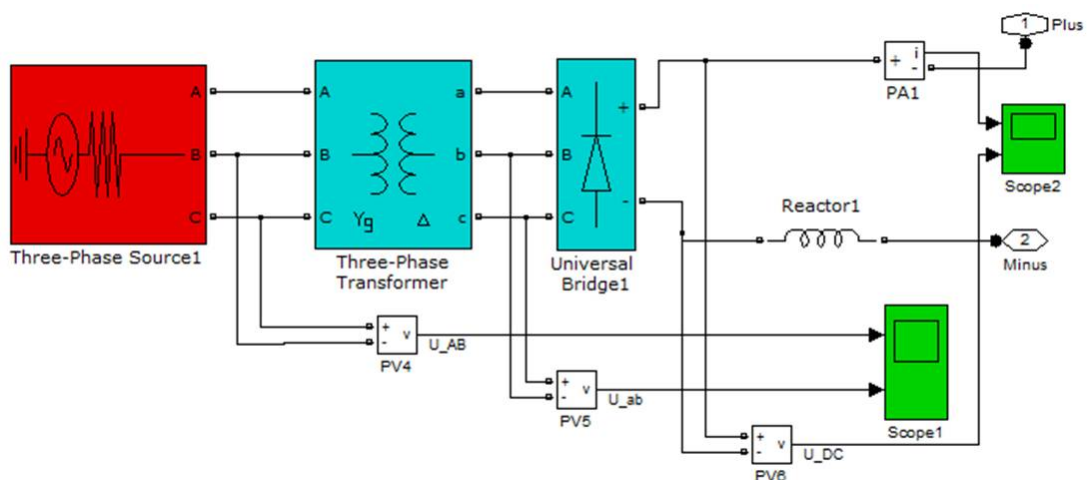 1 Plus
A A a A + + i -
PA1
B B b B
Scope2
C C Yg Δ c C -
Reactor1
2
Minus
Three-Phase Source1
Three-Phase
Transformer
Universal
Bridge1
+ - v
U_AB
PV4
+ - v
U_ab
PV5
Scope1
+ - v
U_DC
PV6